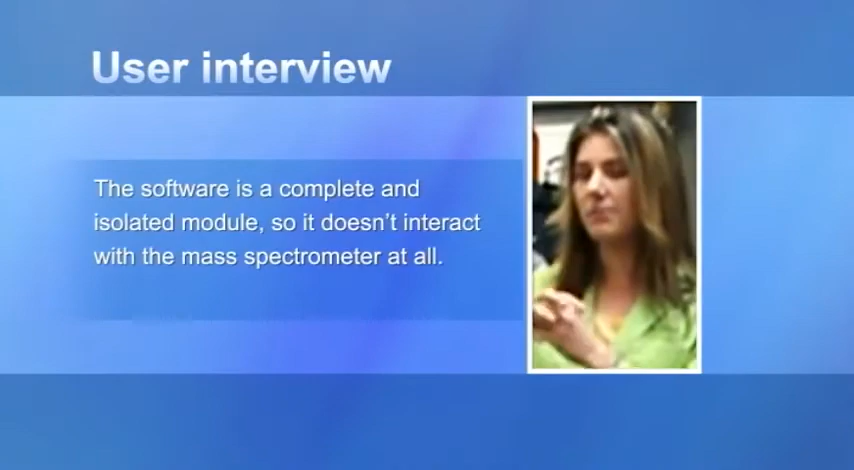 User interview
The software is a complete and
isolated module, so it doesn’t interact
with the mass spectrometer at all.